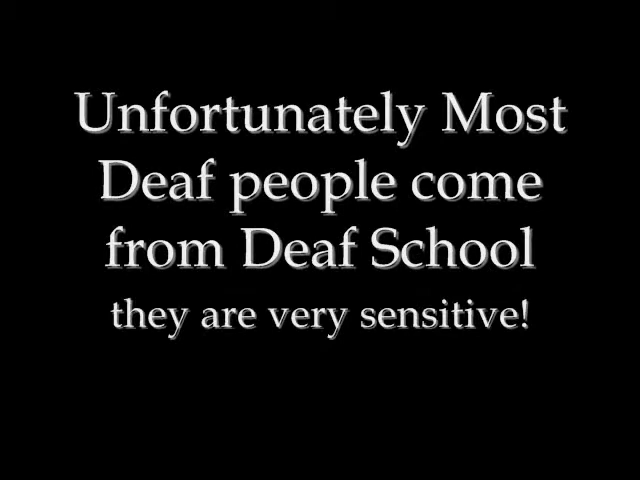 Unfortunately Most
Deaf people come
from Deaf School
they are very sensitive!